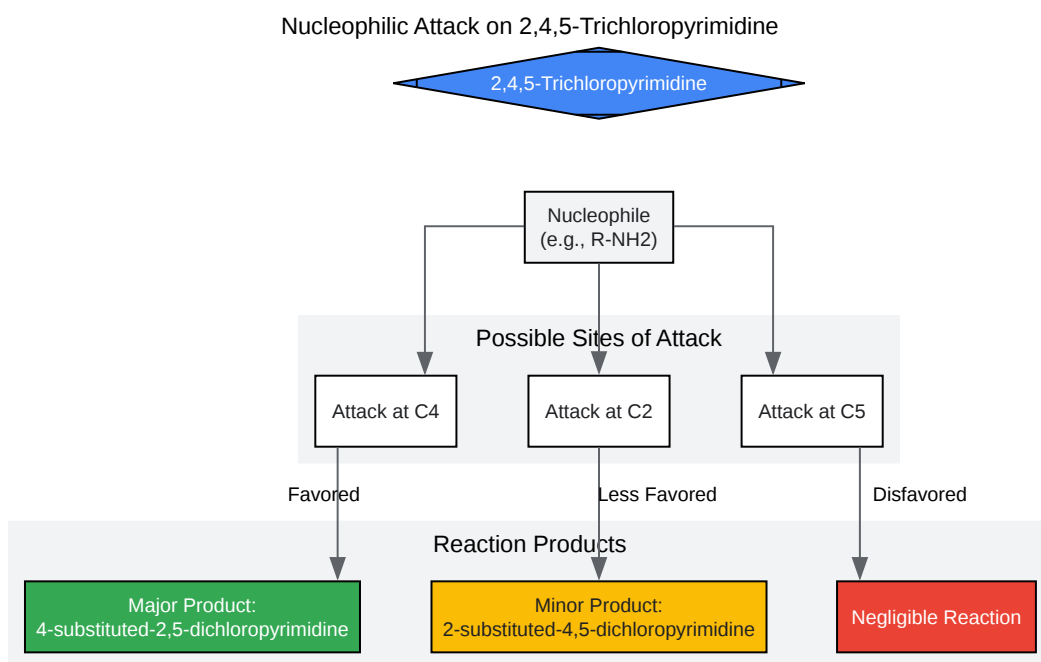 Nucleophilic Attack on 2,4,5-Trichloropyrimidine
2,4,5-Trichloropyrimidine
Nucleophile
(e.g., R-NH2)
Possible Sites of Attack
Attack at C4
Attack at C2
Attack at C5
Favored
Less Favored
Disfavored
Reaction Products
Major Product:
4-substituted-2,5-dichloropyrimidine
Minor Product:
2-substituted-4,5-dichloropyrimidine
Negligible Reaction